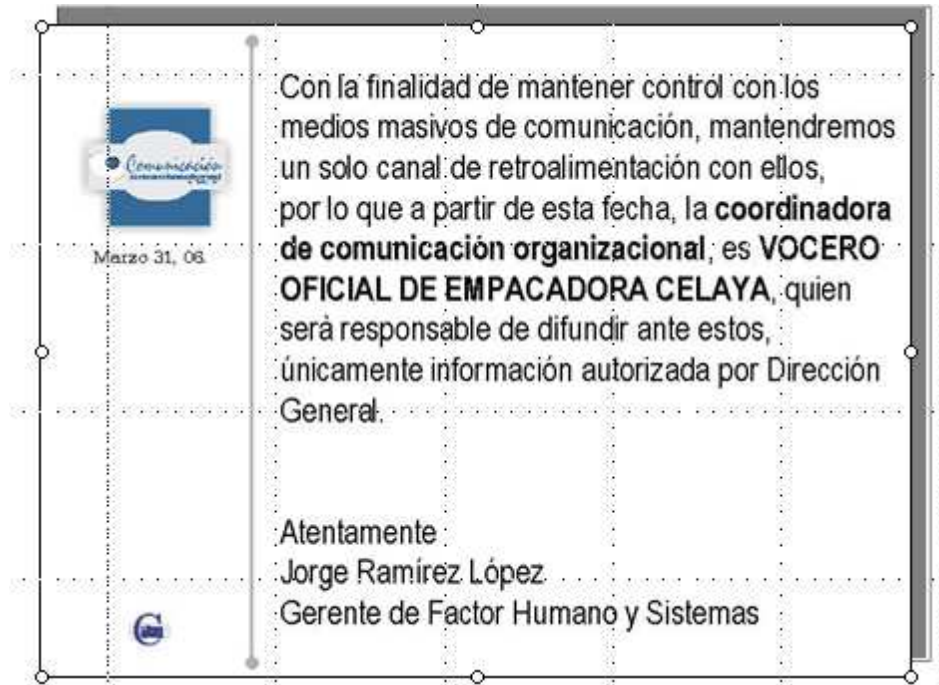 Con la finalidad de mantener control con los
medios masivos de comunicación, mantendremos
un solo canal de retroalimentación con ellos,
por lo que a partir de esta fecha, la coordinadora
de comunicación organizacional, es VOCERO
OFICIAL DE EMPACADORA CELAYA, quien
será responsable de difundir ante estos,
únicamente información autorizada por Dirección
General.
Comunicación
Marzo 31, 06.
Atentamente
Jorge Ramírez López
Gerente de Factor Humano y Sistemas